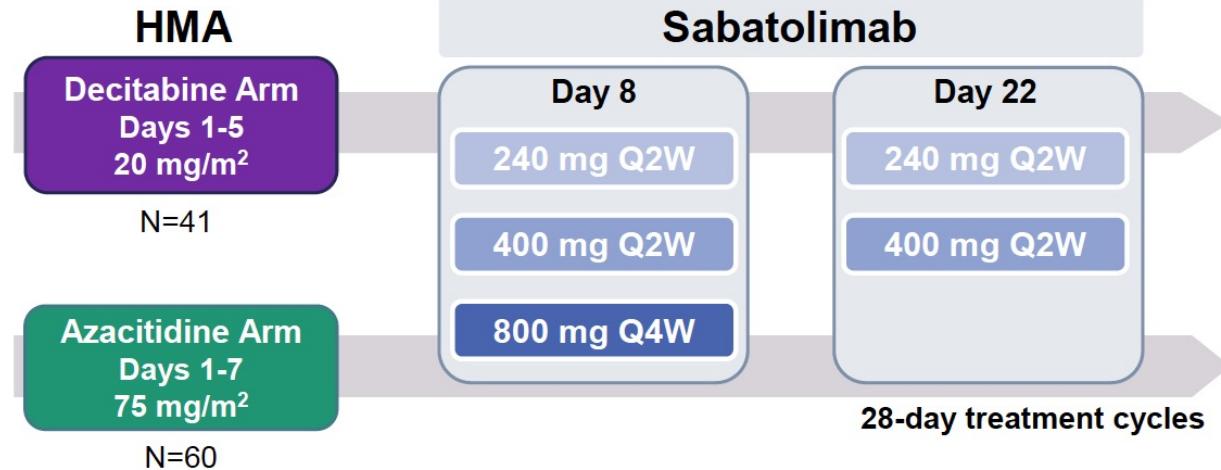 HMA
Sabatolimab
Decitabine Arm
Days 1-5
20 mg/m²
N=41
Day 8
240 mg Q2W
400 mg Q2W
800 mg Q4W
Day 22
240 mg Q2W
400 mg Q2W
Azacitidine Arm
Days 1-7
75 mg/m²
N=60
28-day treatment cycles